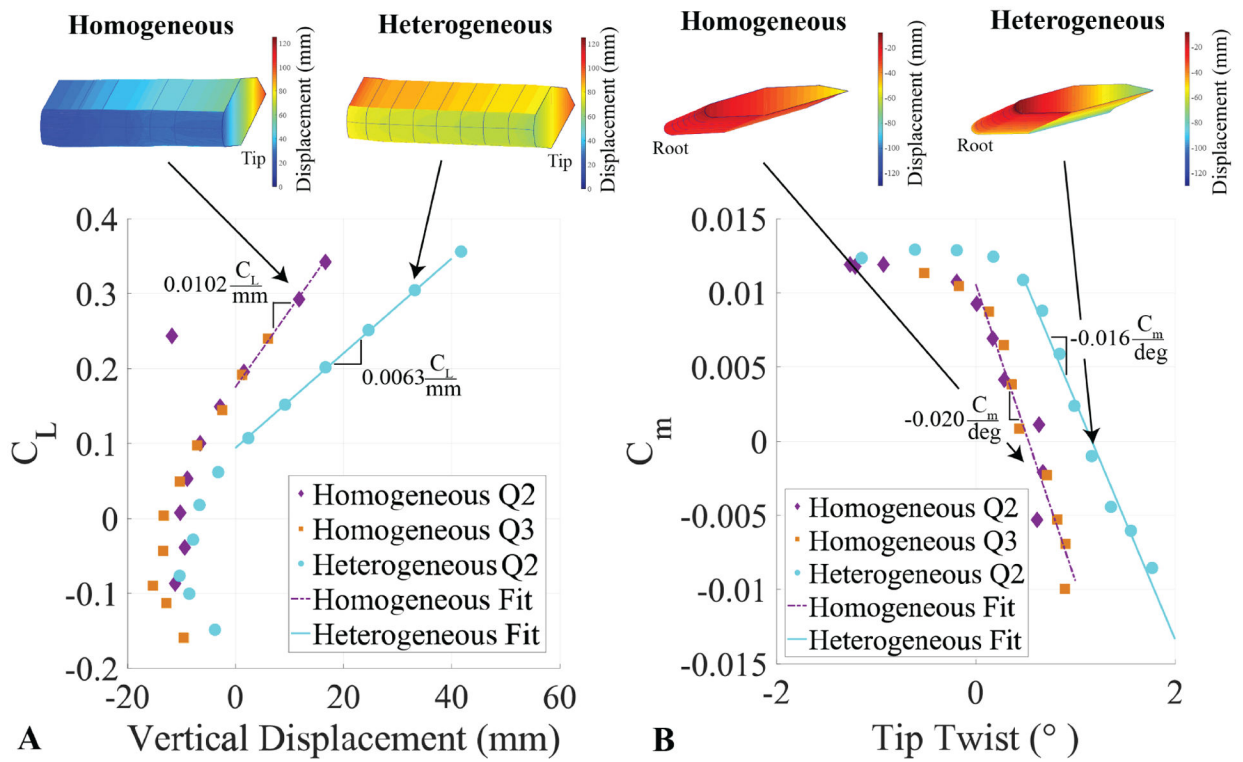 Homogeneous
Heterogeneous
Homogeneous
Heterogeneous
120
100
80
60
40
20
0
Displacement (mm)
Tip
120
100
80
60
40
20
0
Displacement (mm)
Tip
-20
-40
-60
-80
-100
-120
Displacement (mm)
Root
-20
-40
-60
-80
-100
-120
Displacement (mm)
Root
0.4
0.3
0.2
0.1
0
-0.1
-0.2
C_L
0.0102 C_L/mm
0.0063 C_L/mm
Homogeneous Q2
Homogeneous Q3
Heterogeneous Q2
Homogeneous Fit
Heterogeneous Fit
-20 0 20 40 60
A Vertical Displacement (mm)
0.015
0.01
0.005
0
-0.005
-0.01
-0.015
C_m
-0.016 C_m/deg
-0.020 C_m/deg
Homogeneous Q2
Homogeneous Q3
Heterogeneous Q2
Homogeneous Fit
Heterogeneous Fit
-2 0 2
B Tip Twist (° )